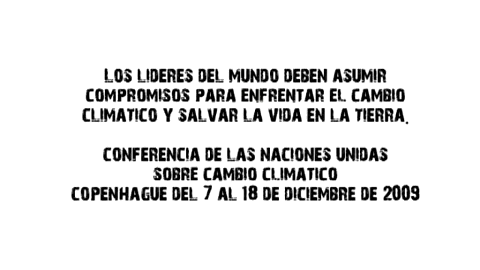 LOS LIDERES DEL MUNDO DEBEN ASUMIR
COMPROMISOS PARA ENFRENTAR EL CAMBIO
CLIMATICO Y SALVAR LA VIDA EN LA TIERRA.
CONFERENCIA DE LAS NACIONES UNIDAS
SOBRE CAMBIO CLIMATICO
COPENHAGUE DEL 7 AL 18 DE DICIEMBRE DE 2009